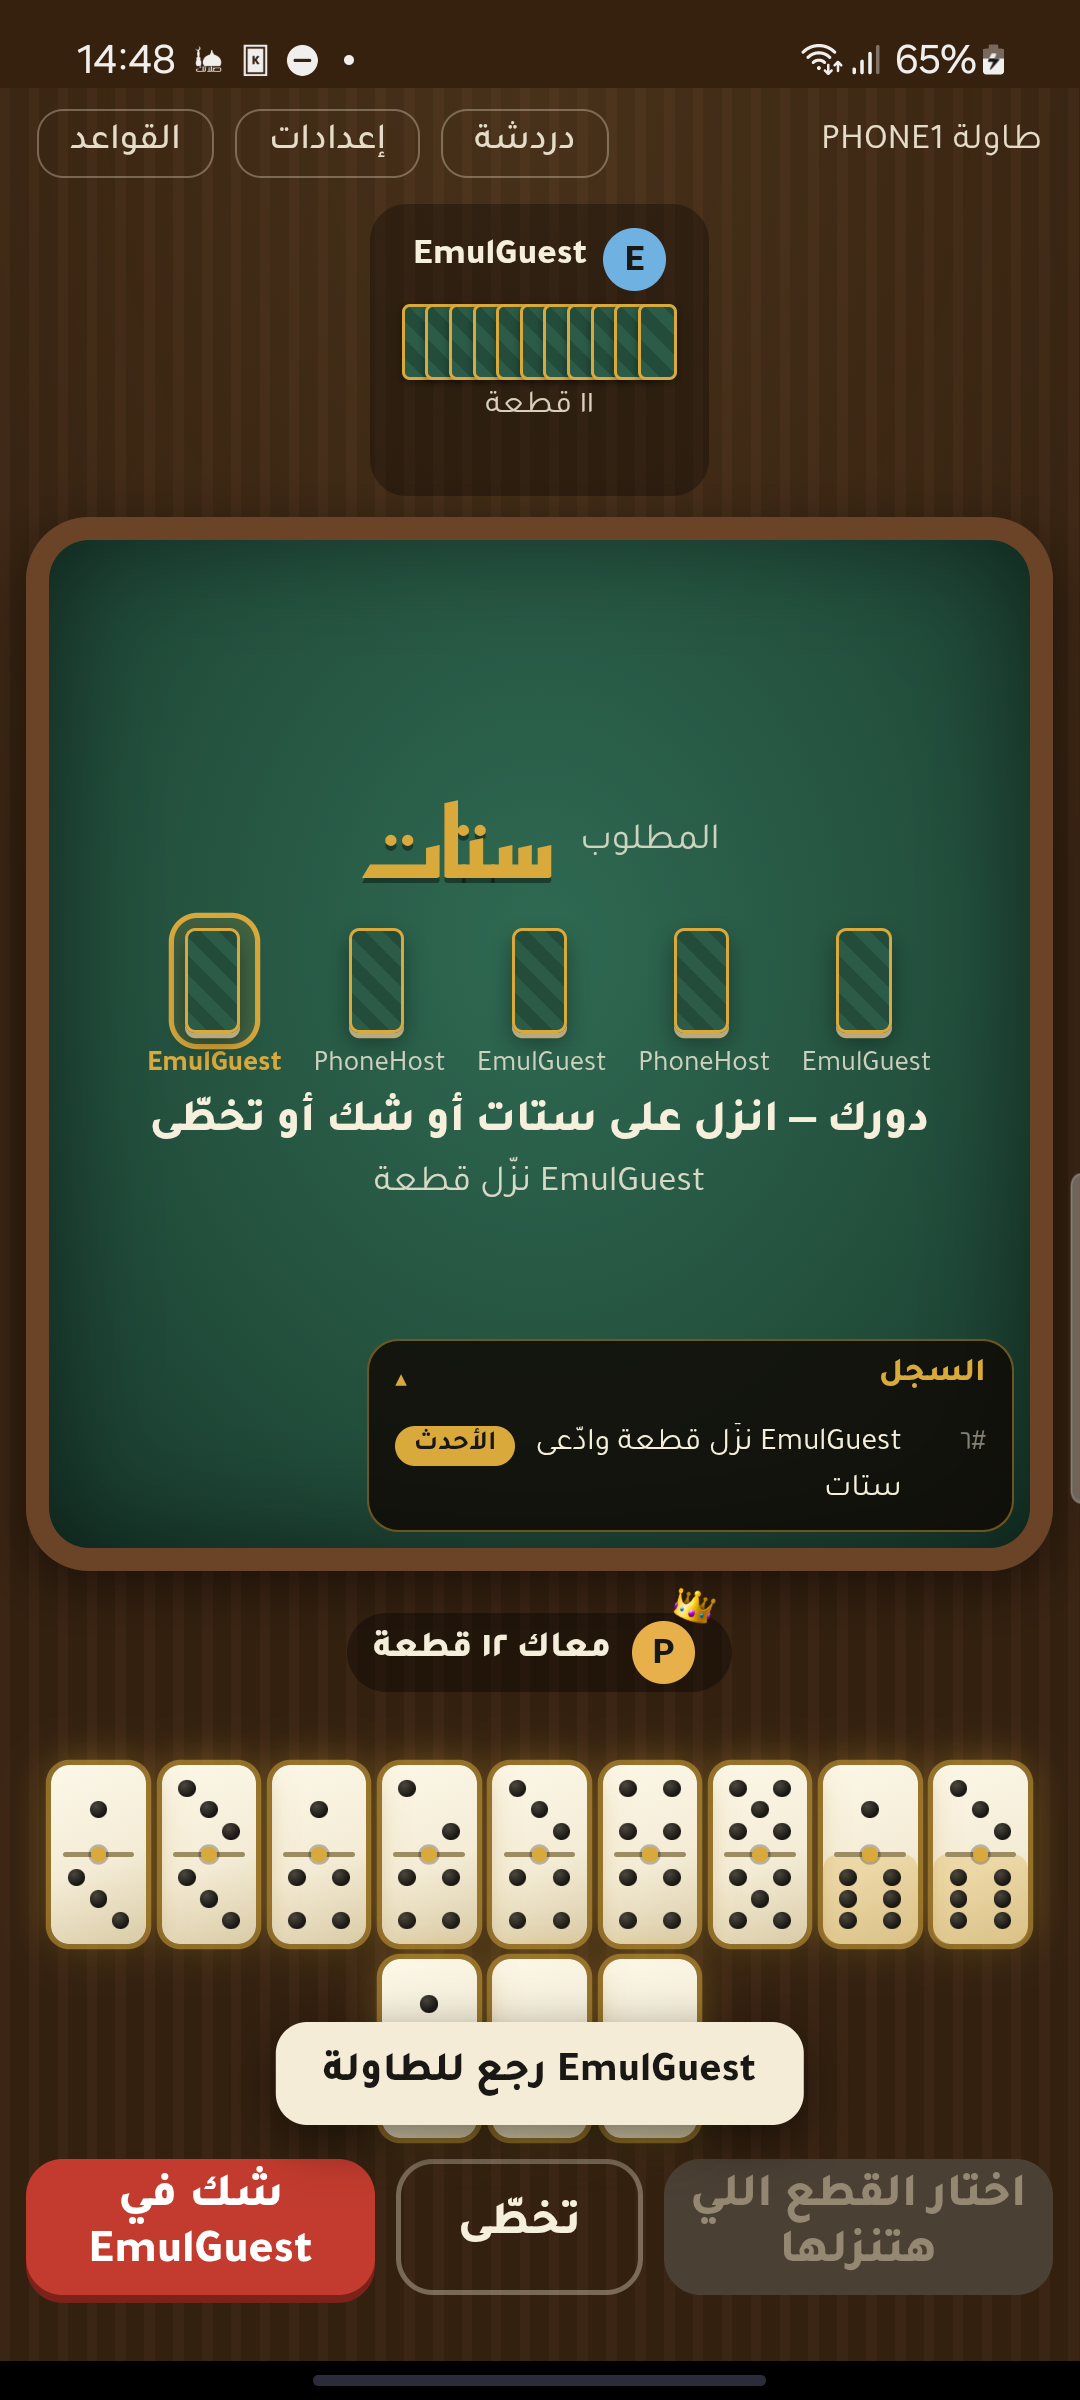 14:48
65%
طاولة PHONE1
دردشة
إعدادات
القواعد
E EmulGuest
١١ قطعة
المطلوب ستات
EmulGuest PhoneHost EmulGuest PhoneHost EmulGuest
دورك – انزل على ستات أو شك أو تخطّى
EmulGuest نزّل قطعة
السجل ▲
#٦ EmulGuest نزّل قطعة وادّعى الأحدث
ستات
P معاك ١٢ قطعة
EmulGuest رجع للطاولة
اختار القطع اللي
هتنزلها
تخطّى
شك في
EmulGuest